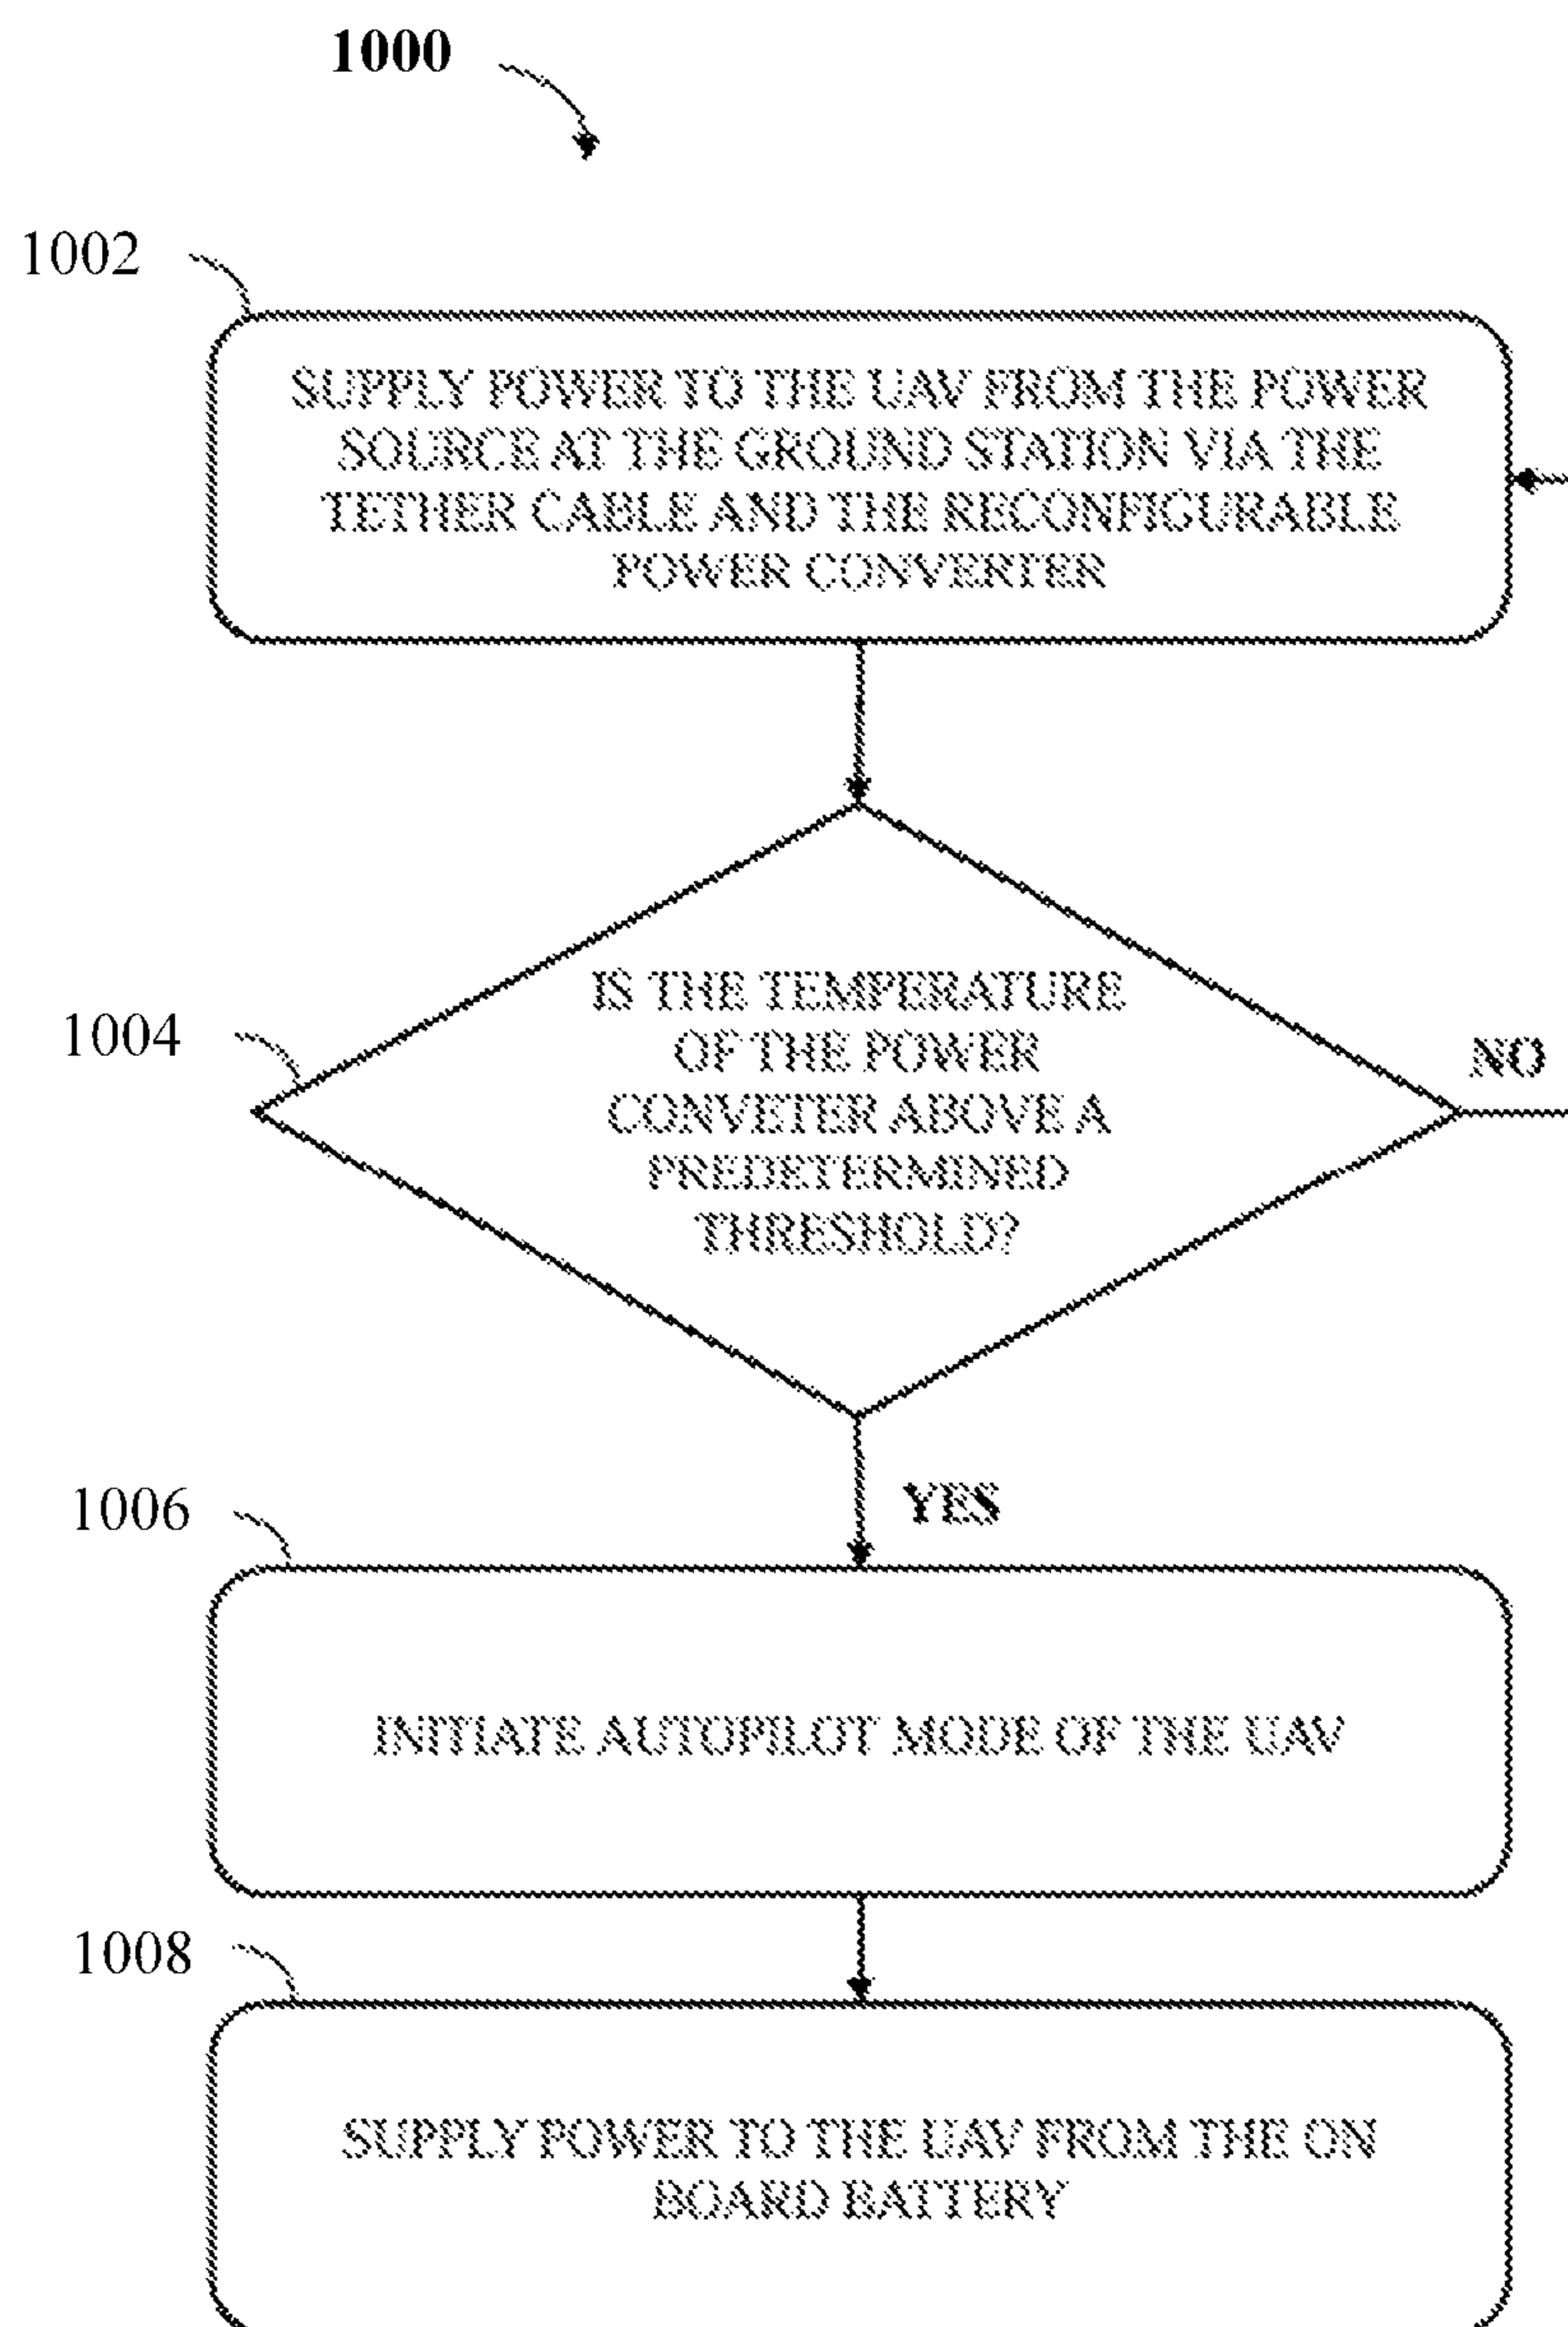 1000
1002
SUPPLY POWER TO THE UAV FROM THE POWER
SOURCE AT THE GROUND STATION VIA THE
TETHER CABLE AND THE RECONFIGURABLE
POWER CONVERTER
1004
IS THE TEMPERATURE
OF THE POWER
CONVETER ABOVE A
PREDETERMINED
THRESHOLD?
NO
YES
1006
INITIATE AUTOPILOT MODE OF THE UAV
1008
SUPPLY POWER TO THE UAV FROM THE ON
BOARD BATTERY